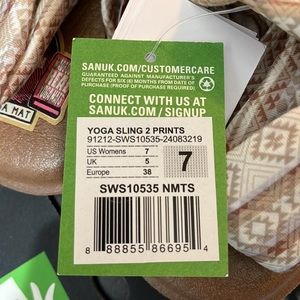 SANUK.COM/CUSTOMERCARE
GUARANTEED AGAINST MANUFACTURER'S
DEFECTS FOR SIX (6) MONTHS FROM DATE OF
PURCHASE (PROOF OF PURCHASE REQUIRED)
CONNECT WITH US AT
SANUK.COM/SIGNUP
A MAT
YOGA SLING 2 PRINTS
91212-SWS10535-24083219
US Womens 7
UK 5
Europe 38
7
SWS10535 NMTS
8 88855 86695 4